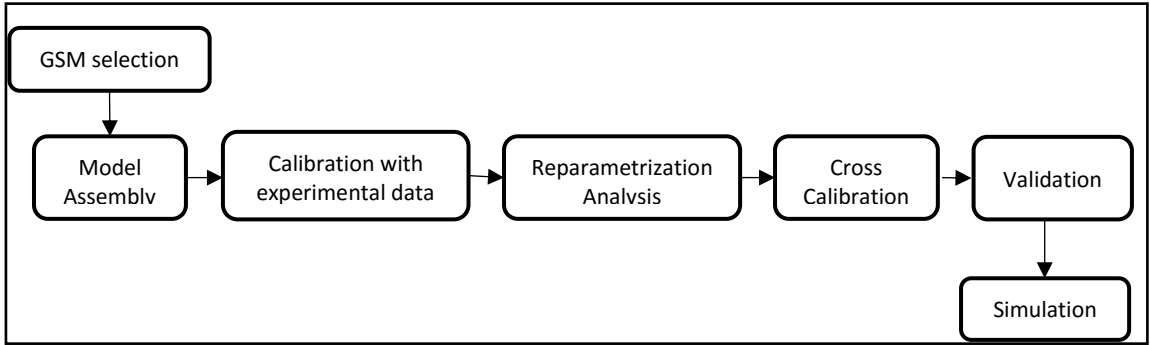 GSM selection
Model
Assembly
Calibration with
experimental data
Reparametrization
Analysis
Cross
Calibration
Validation
Simulation